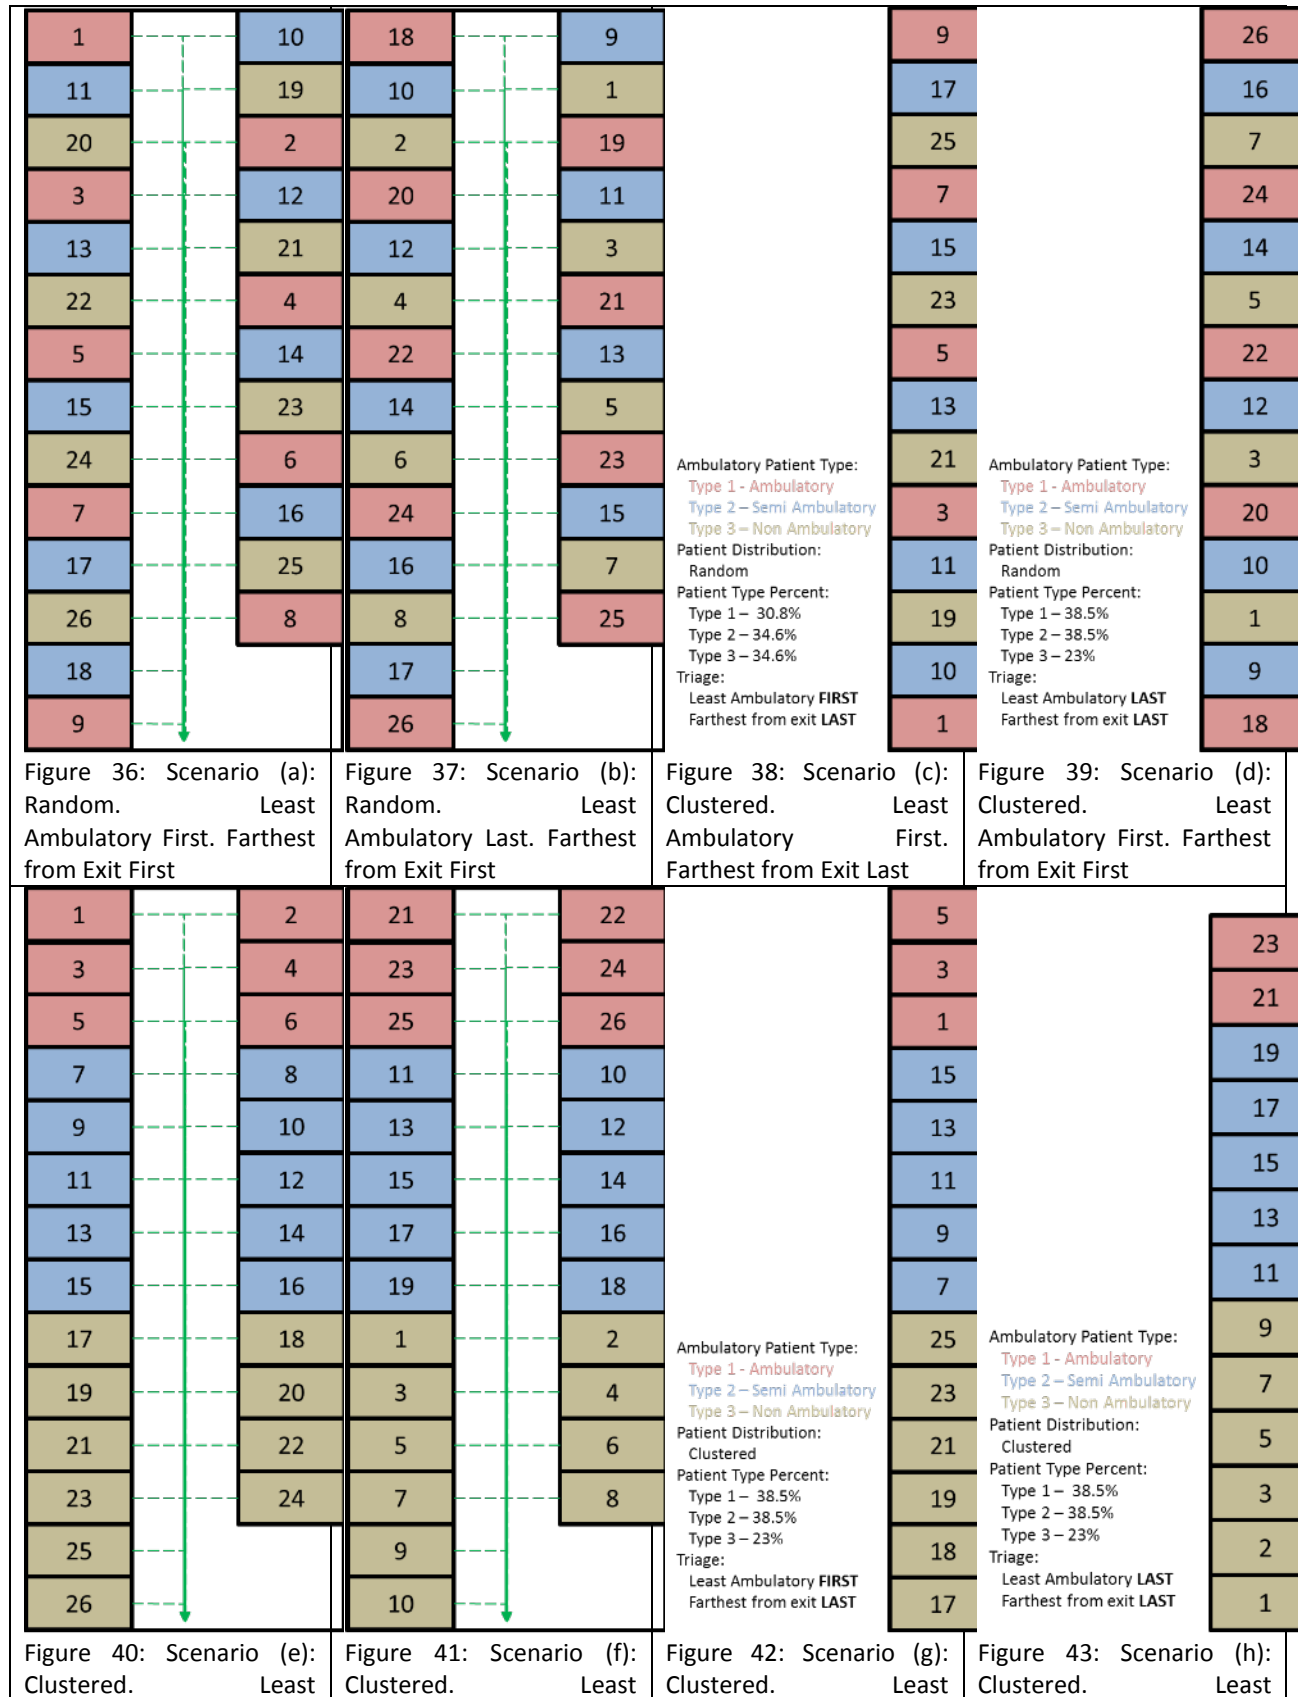 1 10
11 19
20 2
3 12
13 21
22 4
5 14
15 23
24 6
7 16
17 25
26 8
18
9
Figure 36: Scenario (a):
Random. Least
Ambulatory First. Farthest
from Exit First
18 9
10 1
2 19
20 11
12 3
4 21
22 13
14 5
6 23
24 15
16 7
8 25
17
26
Figure 37: Scenario (b):
Random. Least
Ambulatory Last. Farthest
from Exit First
9
17
25
7
15
23
5
13
21
3
11
19
10
1
Ambulatory Patient Type:
Type 1 - Ambulatory
Type 2 – Semi Ambulatory
Type 3 – Non Ambulatory
Patient Distribution:
Random
Patient Type Percent:
Type 1 – 30.8%
Type 2 – 34.6%
Type 3 – 34.6%
Triage:
Least Ambulatory FIRST
Farthest from exit LAST
Figure 38: Scenario (c):
Clustered. Least
Ambulatory First.
Farthest from Exit Last
26
16
7
24
14
5
22
12
3
20
10
1
9
18
Ambulatory Patient Type:
Type 1 - Ambulatory
Type 2 – Semi Ambulatory
Type 3 – Non Ambulatory
Patient Distribution:
Random
Patient Type Percent:
Type 1 – 38.5%
Type 2 – 38.5%
Type 3 – 23%
Triage:
Least Ambulatory LAST
Farthest from exit LAST
Figure 39: Scenario (d):
Clustered. Least
Ambulatory First. Farthest
from Exit First
1 2
3 4
5 6
7 8
9 10
11 12
13 14
15 16
17 18
19 20
21 22
23 24
25
26
Figure 40: Scenario (e):
Clustered. Least
21 22
23 24
25 26
11 10
13 12
15 14
17 16
19 18
1 2
3 4
5 6
7 8
9
10
Figure 41: Scenario (f):
Clustered. Least
5
3
1
15
13
11
9
7
25
23
21
19
18
17
Ambulatory Patient Type:
Type 1 - Ambulatory
Type 2 – Semi Ambulatory
Type 3 – Non Ambulatory
Patient Distribution:
Clustered
Patient Type Percent:
Type 1 – 38.5%
Type 2 – 38.5%
Type 3 – 23%
Triage:
Least Ambulatory FIRST
Farthest from exit LAST
Figure 42: Scenario (g):
Clustered. Least
23
21
19
17
15
13
11
9
7
5
3
2
1
Ambulatory Patient Type:
Type 1 - Ambulatory
Type 2 – Semi Ambulatory
Type 3 – Non Ambulatory
Patient Distribution:
Clustered
Patient Type Percent:
Type 1 – 38.5%
Type 2 – 38.5%
Type 3 – 23%
Triage:
Least Ambulatory LAST
Farthest from exit LAST
Figure 43: Scenario (h):
Clustered. Least